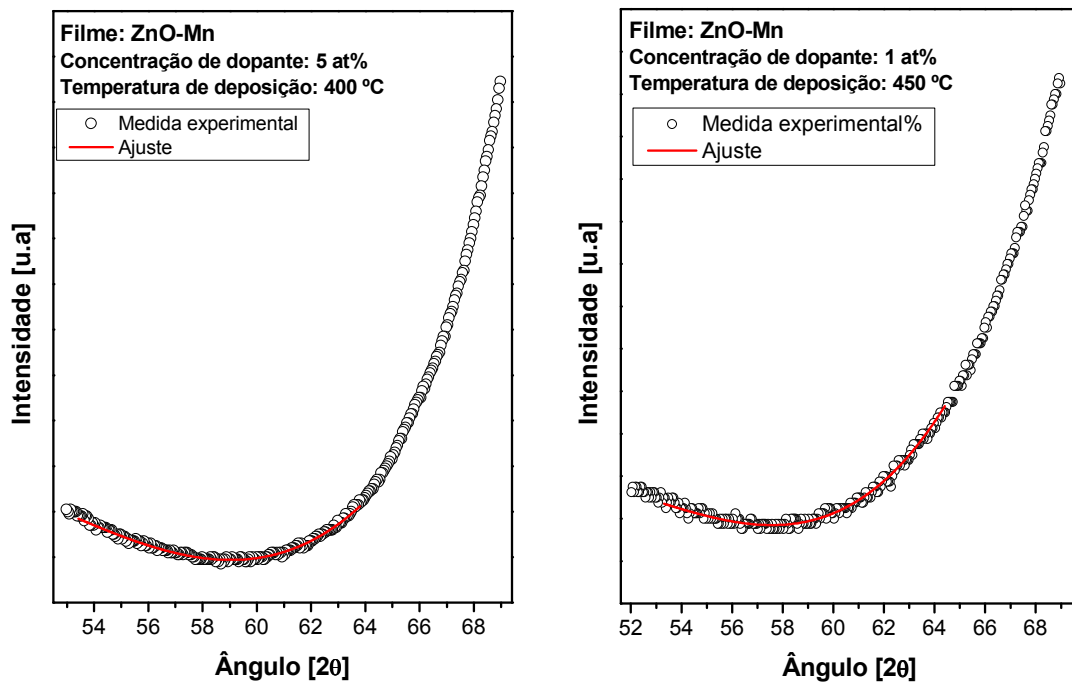 Filme: ZnO-Mn
Concentração de dopante: 5 at%
Temperatura de deposição: 400 ºC
Medida experimental
Ajuste
Intensidade [u.a]
54 56 58 60 62 64 66 68
Ângulo [2θ]
Filme: ZnO-Mn
Concentração de dopante: 1 at%
Temperatura de deposição: 450ºC
Medida experimental%
Ajuste
Intensidade [u.a]
52 54 56 58 60 62 64 66 68
Ângulo [2θ]